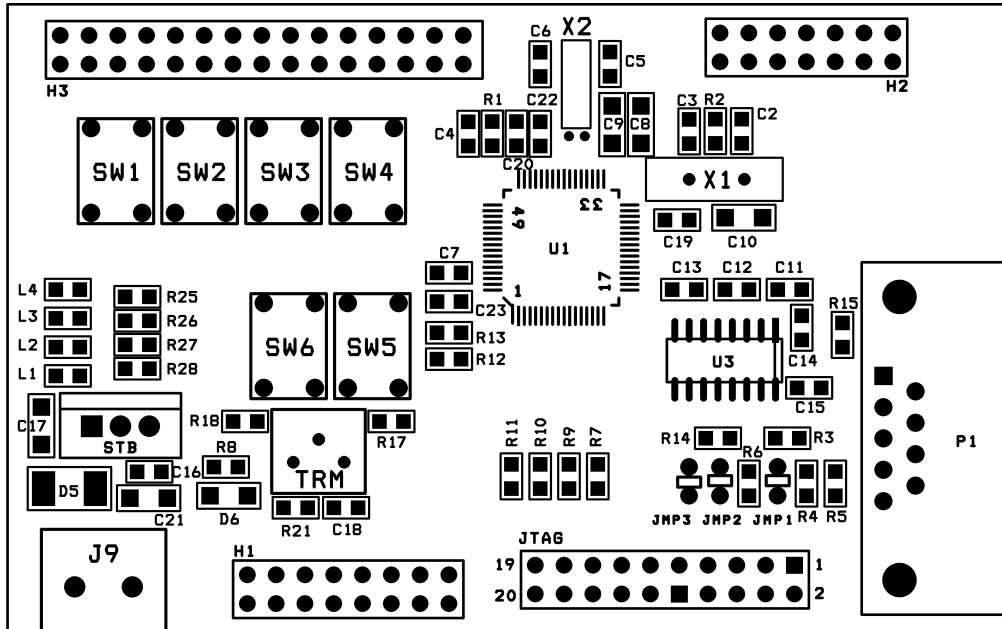 C6
X2
C5
H3
H2
R1
C22
C4
C20
C9
C8
C3
R2
C2
SW1
SW2
SW3
SW4
X1
49
33
C19
C10
U1
C7
1
17
C23
C13
C12
C11
L4
R25
L3
R26
R15
L2
R27
R13
L1
R28
R12
SW6
SW5
U3
C14
C15
C17
STB
R18
R17
R8
TRM
R11
R10
R9
R7
R14
R3
R6
P1
D5
C16
C21
D6
R21
C18
JMP3
JMP2
JMP1
R4
R5
J9
H1
JTAG
19
1
20
2